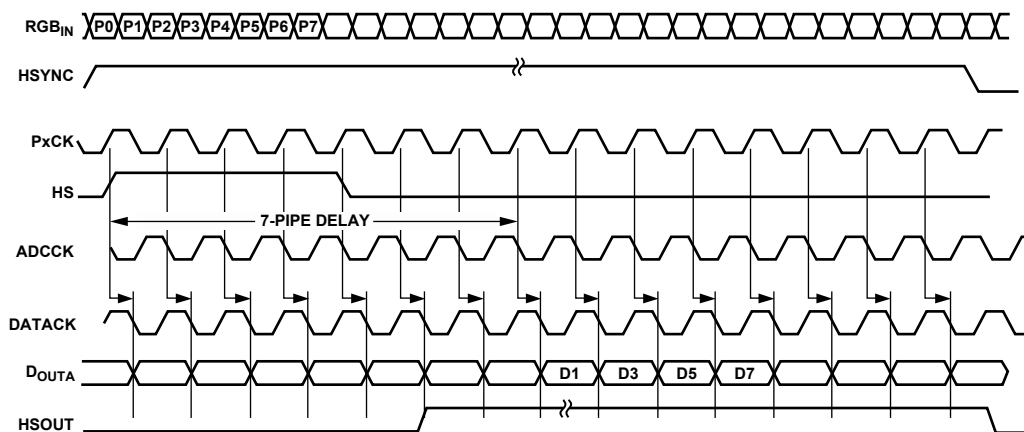 RGBIN P0 P1 P2 P3 P4 P5 P6 P7
HSYNC
PxCK
HS
7-PIPE DELAY
ADCCK
DATACK
DOUTA D1 D3 D5 D7
HSOUT